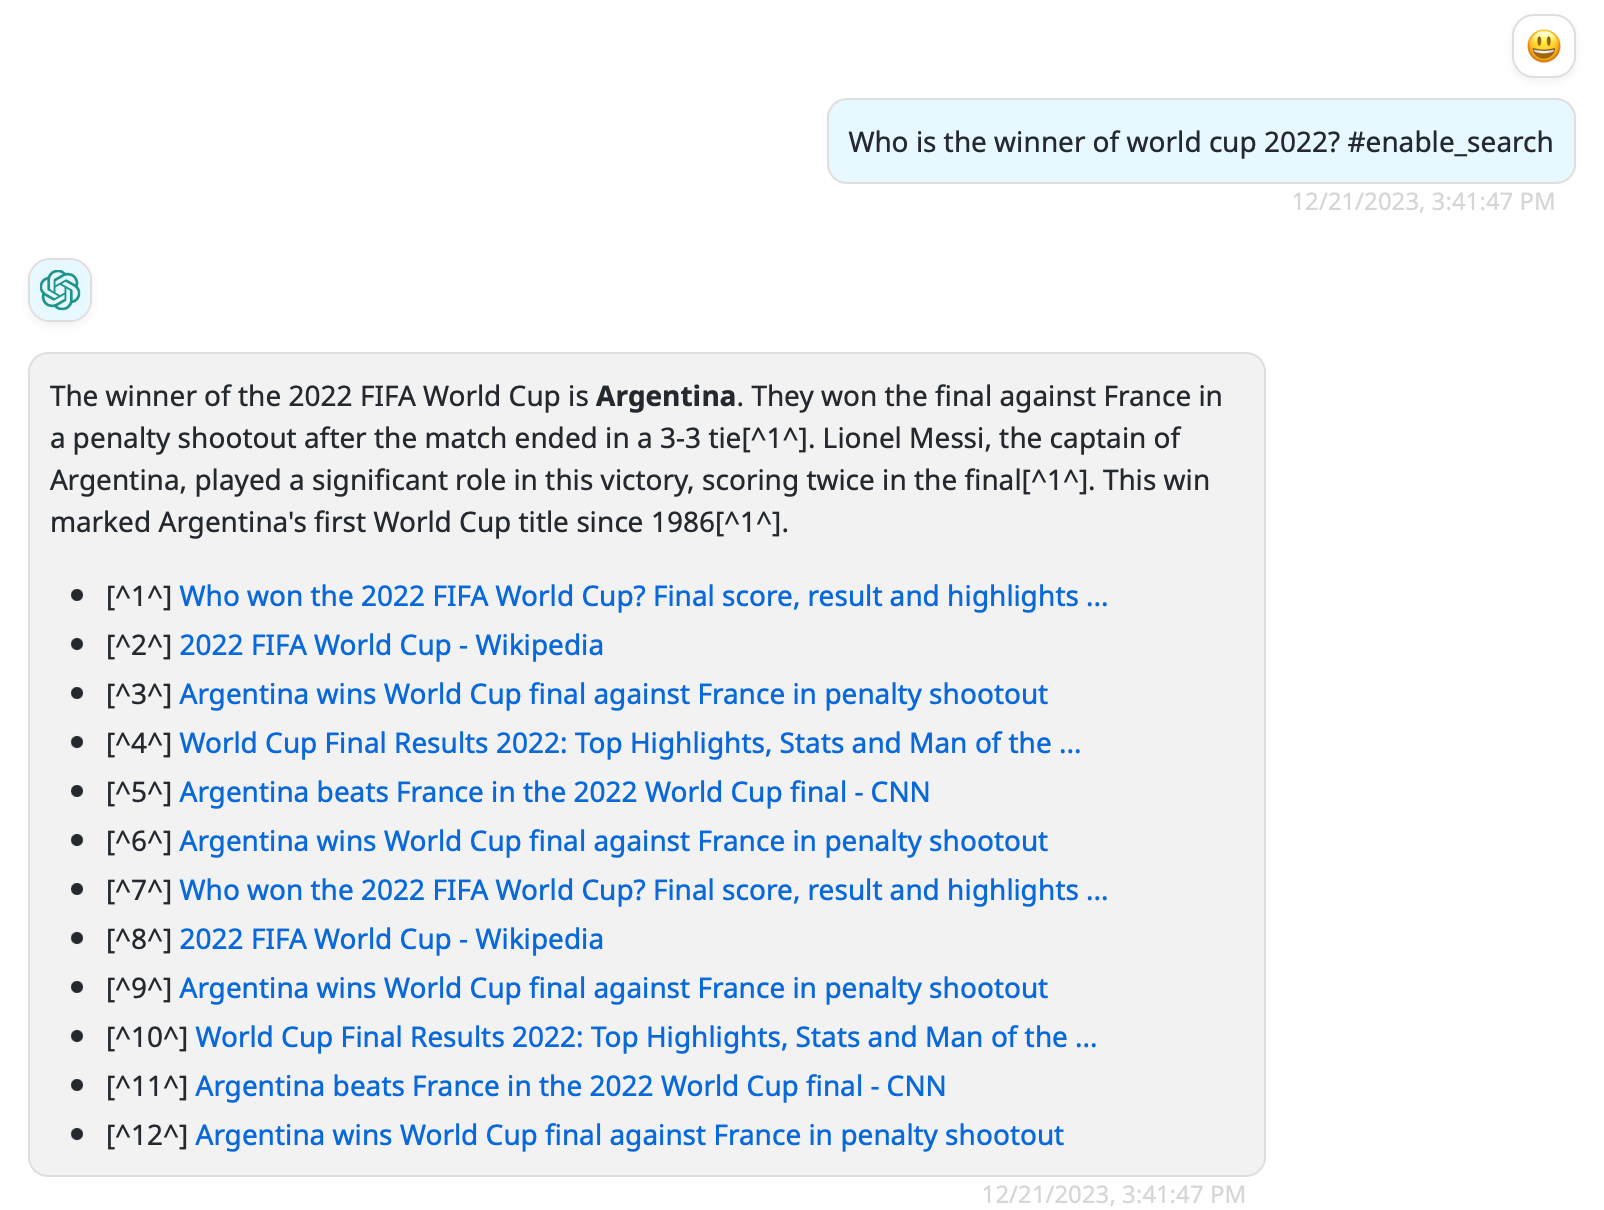 Who is the winner of world cup 2022? #enable_search
12/21/2023, 3:41:47 PM
The winner of the 2022 FIFA World Cup is Argentina. They won the final against France in
a penalty shootout after the match ended in a 3-3 tie[^1^]. Lionel Messi, the captain of
Argentina, played a significant role in this victory, scoring twice in the final[^1^]. This win
marked Argentina's first World Cup title since 1986[^1^].
• [^1^] Who won the 2022 FIFA World Cup? Final score, result and highlights ...
• [^2^] 2022 FIFA World Cup - Wikipedia
• [^3^] Argentina wins World Cup final against France in penalty shootout
• [^4^] World Cup Final Results 2022: Top Highlights, Stats and Man of the ...
• [^5^] Argentina beats France in the 2022 World Cup final - CNN
• [^6^] Argentina wins World Cup final against France in penalty shootout
• [^7^] Who won the 2022 FIFA World Cup? Final score, result and highlights ...
• [^8^] 2022 FIFA World Cup - Wikipedia
• [^9^] Argentina wins World Cup final against France in penalty shootout
• [^10^] World Cup Final Results 2022: Top Highlights, Stats and Man of the ...
• [^11^] Argentina beats France in the 2022 World Cup final - CNN
• [^12^] Argentina wins World Cup final against France in penalty shootout
12/21/2023, 3:41:47 PM